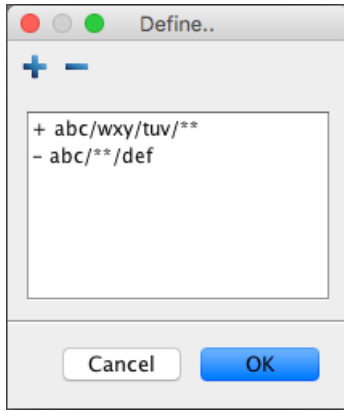 Define..
+ −
+ abc/wxy/tuv/**
– abc/**/def
Cancel OK